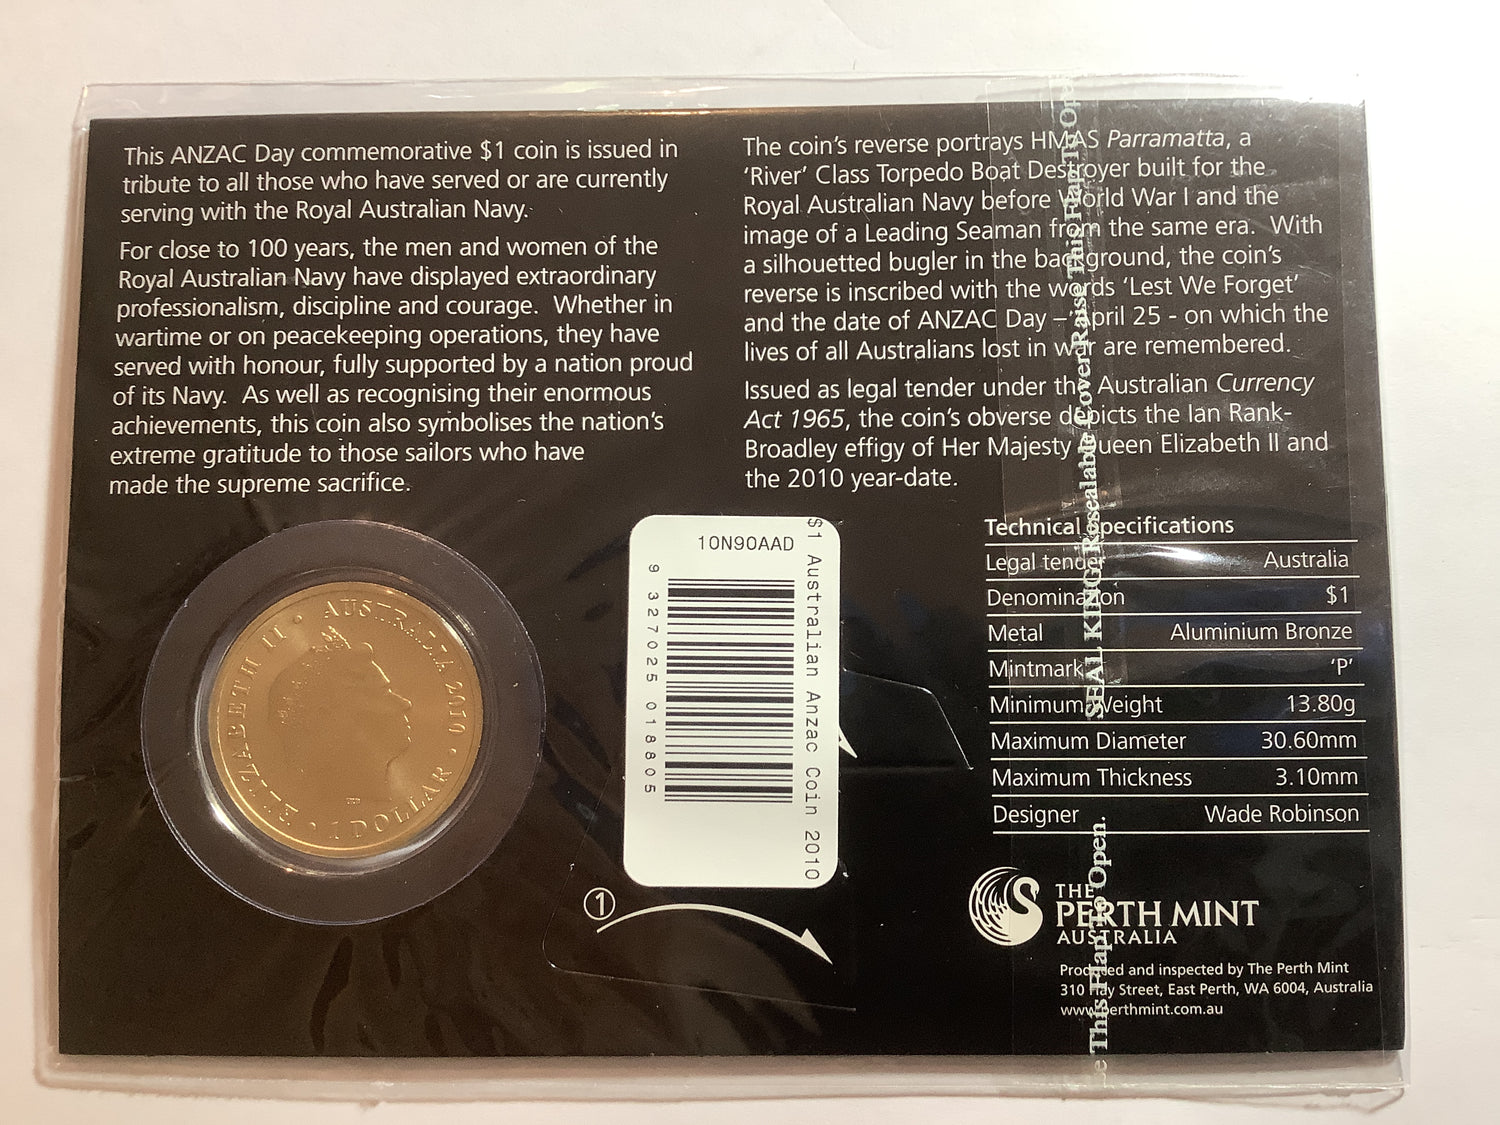 This ANZAC Day commemorative $1 coin is issued in
tribute to all those who have served or are currently
serving with the Royal Australian Navy.
For close to 100 years, the men and women of the
Royal Australian Navy have displayed extraordinary
professionalism, discipline and courage. Whether in
wartime or on peacekeeping operations, they have
served with honour, fully supported by a nation proud
of its Navy. As well as recognising their enormous
achievements, this coin also symbolises the nation's
extreme gratitude to those sailors who have
made the supreme sacrifice.
The coin's reverse portrays HMAS Parramatta, a
'River' Class Torpedo Boat Destroyer built for the
Royal Australian Navy before World War I and the
image of a Leading Seaman from the same era. With
a silhouetted bugler in the background, the coin's
reverse is inscribed with the words 'Lest We Forget'
and the date of ANZAC Day – April 25 - on which the
lives of all Australians lost in war are remembered.
Issued as legal tender under the Australian Currency
Act 1965, the coin's obverse depicts the Ian Rank-
Broadley effigy of Her Majesty Queen Elizabeth II and
the 2010 year-date.
ELIZABETH II · AUSTRALIA 2010 ·
1 DOLLAR ·
10N90AAD
9 327025 018805
$1 Australian Anzac Coin 2010
1
Technical Specifications
Legal tender Australia
Denomination $1
Metal Aluminium Bronze
Mintmark 'P'
Minimum Weight 13.80g
Maximum Diameter 30.60mm
Maximum Thickness 3.10mm
Designer Wade Robinson
THE
PERTH MINT
AUSTRALIA
Produced and inspected by The Perth Mint
310 Hay Street, East Perth, WA 6004, Australia
www.perthmint.com.au
SEAL KING Resealable Cover Raise This Flap To Ope
This Flap To Open.